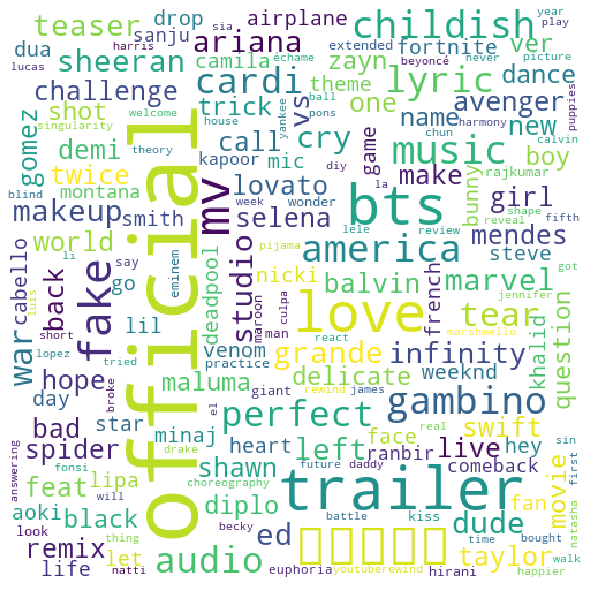 teaser
drop
sanju
airplane
sia
harris
year
play
childish
dua
ariana
camila
extended
beyoncé
never
picture
lucas
sheeran
cardi
zayn
fortnite
ver
challenge
trick
theme
lyric
dance
welcome
ball
puppies
shot
vs
one
avenger
gomez
singularity
house
pons
yankee
name
new
official
mv
call
cry
music
chun
calvin
demi
theory
kapoor
mic
diy
game
harmony
boy
blind
twice
lovato
bts
make
la
bunny
rajkumar
montana
week
wonder
reveal
shape
fifth
makeup
smith
selena
lele
review
girl
mendes
world
america
steve
cabello
li
say
eminem
deadpool
studio
pijama
got
fake
go
nicki
balvin
french
marvel
jennifer
luis
back
lil
maroon
man
culpa
love
marshmello
tear
war
short
venom
react
khalid
question
lopez
tried
practice
grande
infinity
hope
maluma
giant
rewind
james
delicate
weeknd
day
broke
star
el
perfect
gambino
real
sin
bad
drake
minaj
heart
face
swift
spider
left
ranbir
live
hey
first
answering
fonsi
shawn
future
daddy
comeback
movie
feat
lipa
choreography
trailer
fan
aoki
black
will
diplo
battle
kiss
dude
time
bought
natasha
look
thing
becky
ed
walk
remix
let
audio
taylor
life
natti
euphoria
youtuberewind
hirani
happier